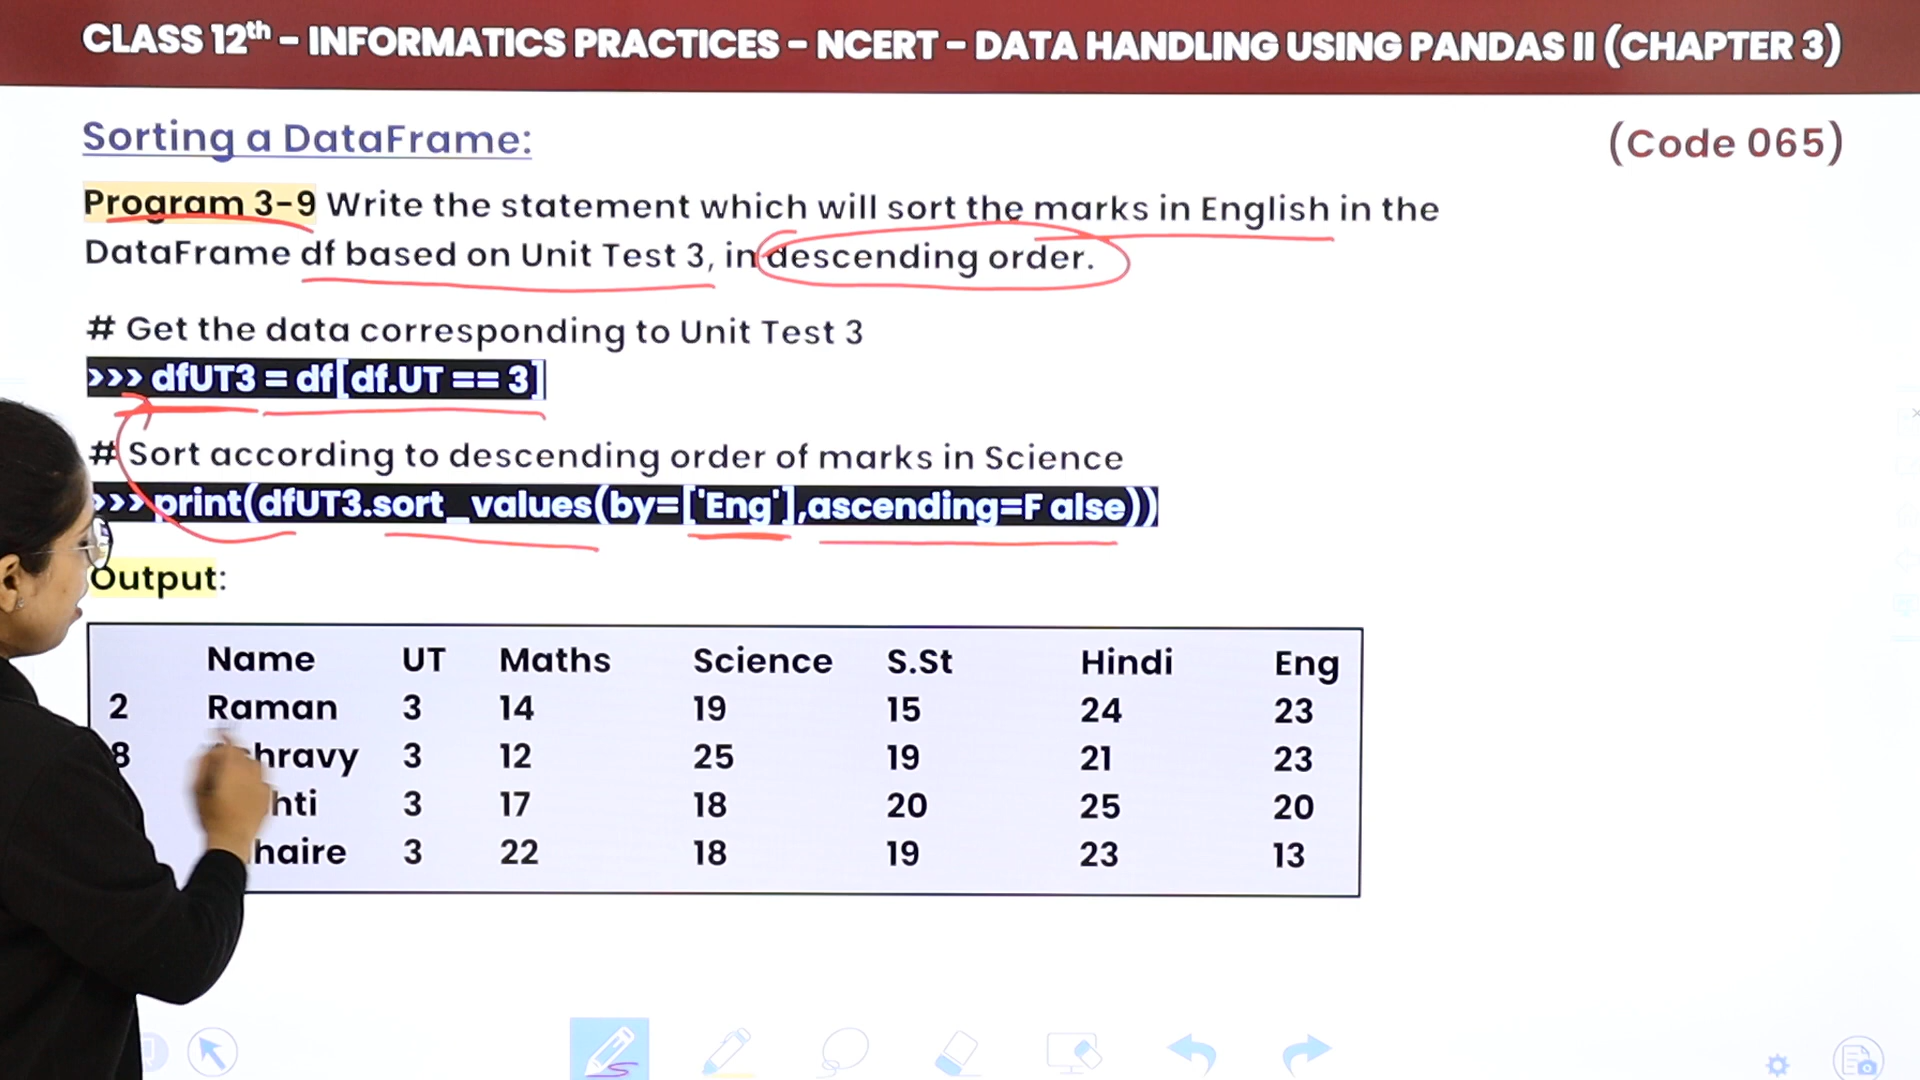 CLASS 12th – INFORMATICS PRACTICES – NCERT – DATA HANDLING USING PANDAS II (CHAPTER 3)
Sorting a DataFrame:
(Code 065)
Program 3-9 Write the statement which will sort the marks in English in the
DataFrame df based on Unit Test 3, in descending order.
# Get the data corresponding to Unit Test 3
>>> dfUT3 = df[df.UT == 3]
# Sort according to descending order of marks in Science
>>> print(dfUT3.sort_values(by=['Eng'],ascending=F alse))
Output:
Name UT Maths Science S.St Hindi Eng
2 Raman 3 14 19 15 24 23
8 3 12 25 19 21 23
3 17 18 20 25 20
3 22 18 19 23 13